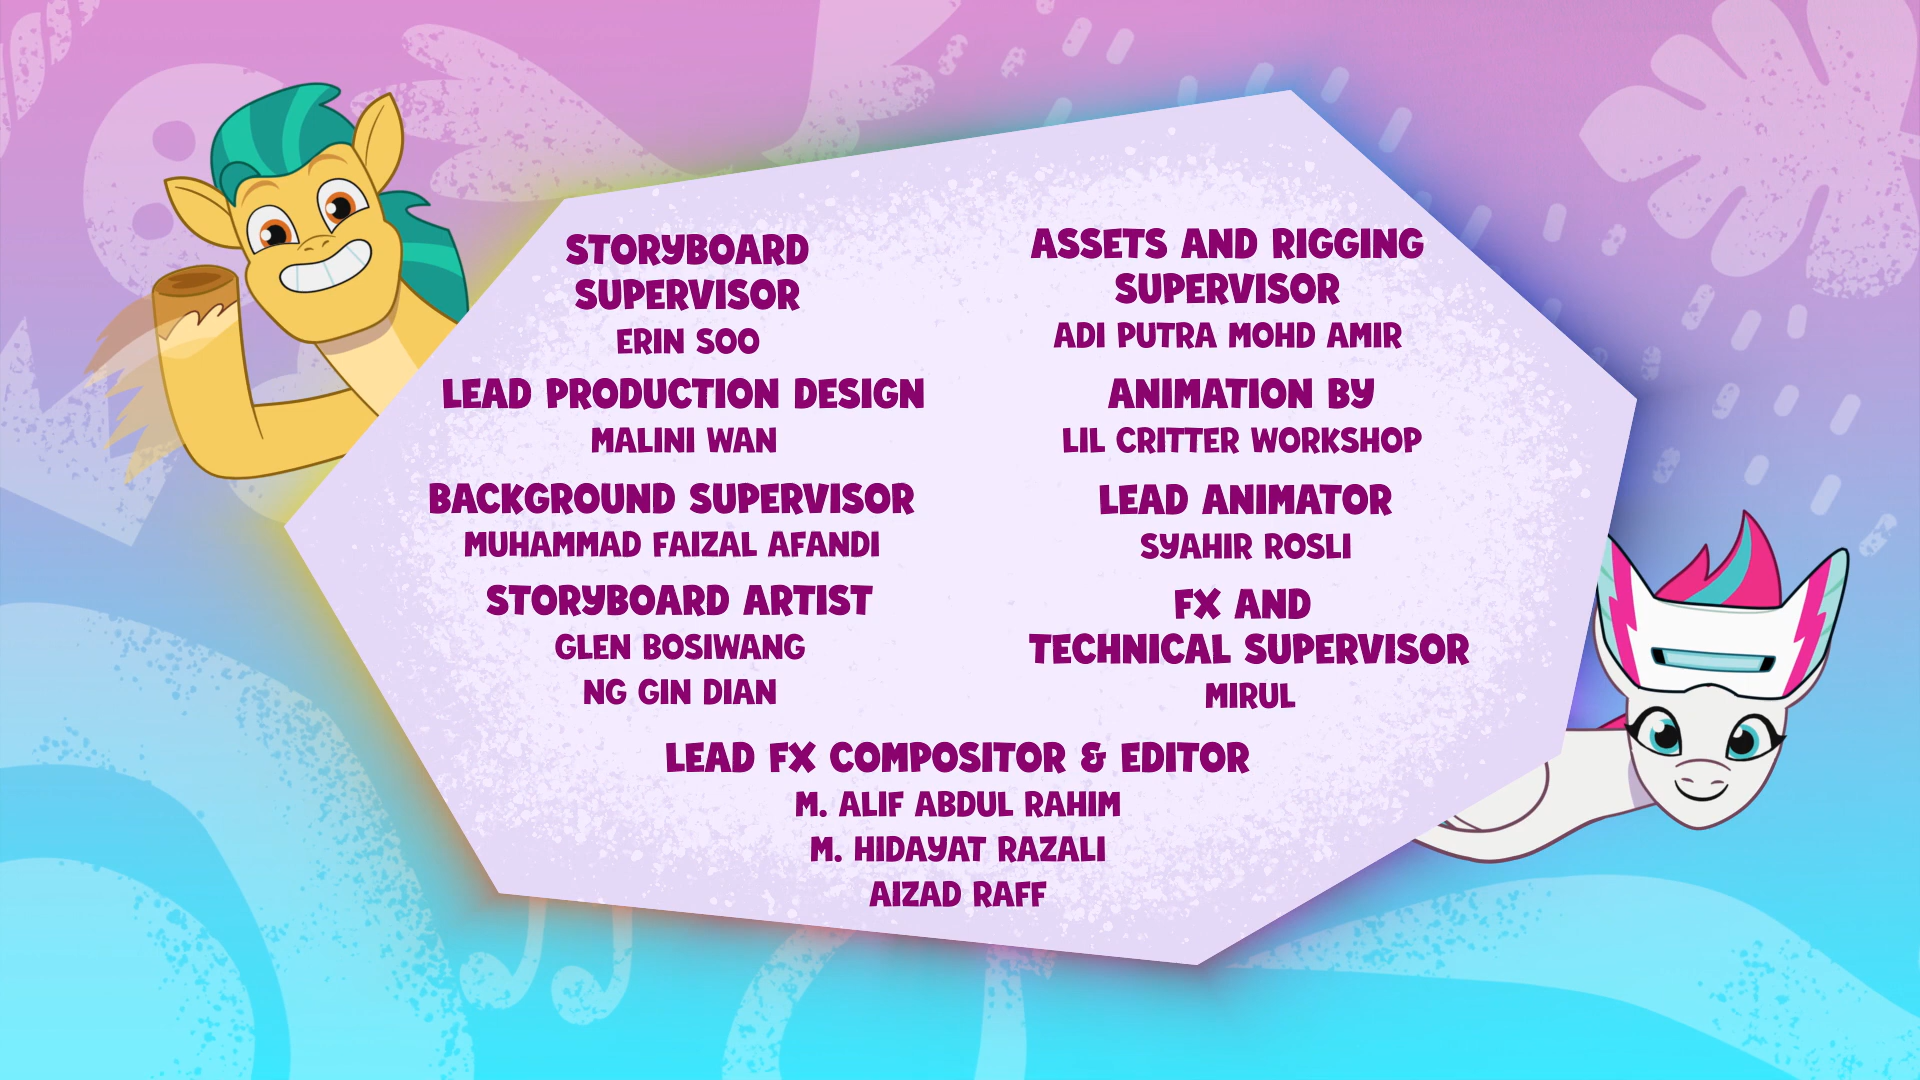 STORYBOARD
SUPERVISOR
ERIN SOO
LEAD PRODUCTION DESIGN
MALINI WAN
BACKGROUND SUPERVISOR
MUHAMMAD FAIZAL AFANDI
STORYBOARD ARTIST
GLEN BOSIWANG
NG GIN DIAN
ASSETS AND RIGGING
SUPERVISOR
ADI PUTRA MOHD AMIR
ANIMATION BY
LIL CRITTER WORKSHOP
LEAD ANIMATOR
SYAHIR ROSLI
FX AND
TECHNICAL SUPERVISOR
MIRUL
LEAD FX COMPOSITOR & EDITOR
M. ALIF ABDUL RAHIM
M. HIDAYAT RAZALI
AIZAD RAFF